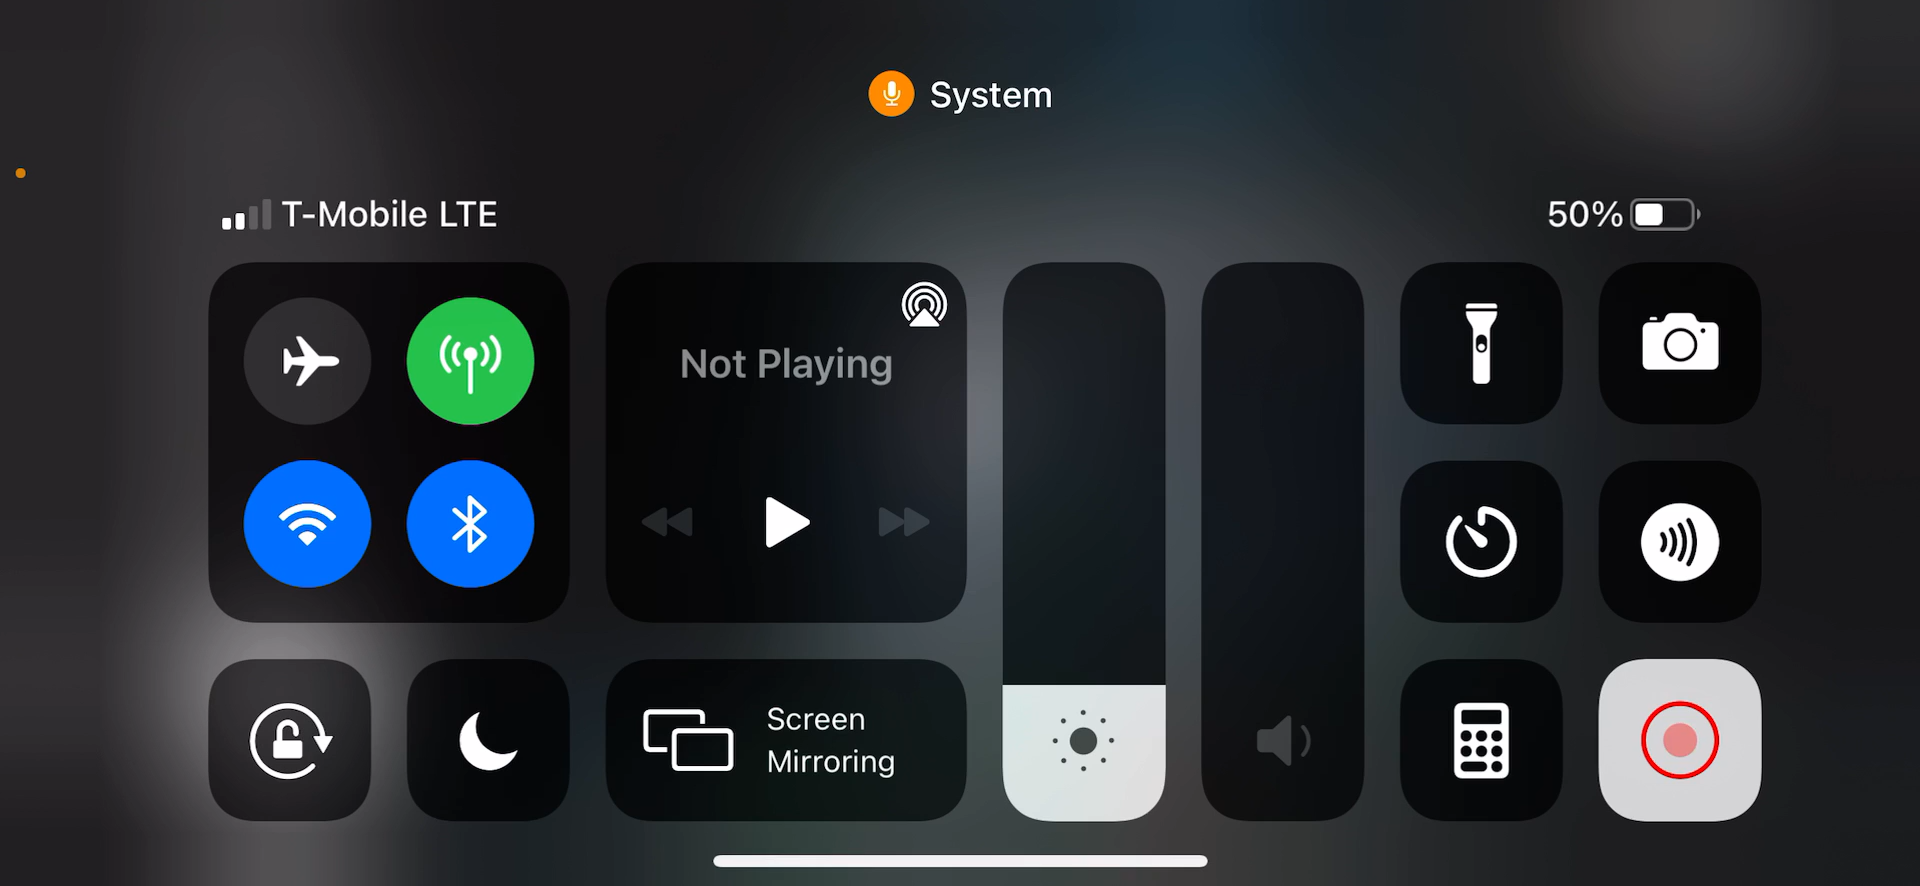 System
T-Mobile LTE
50%
Not Playing
Screen
Mirroring